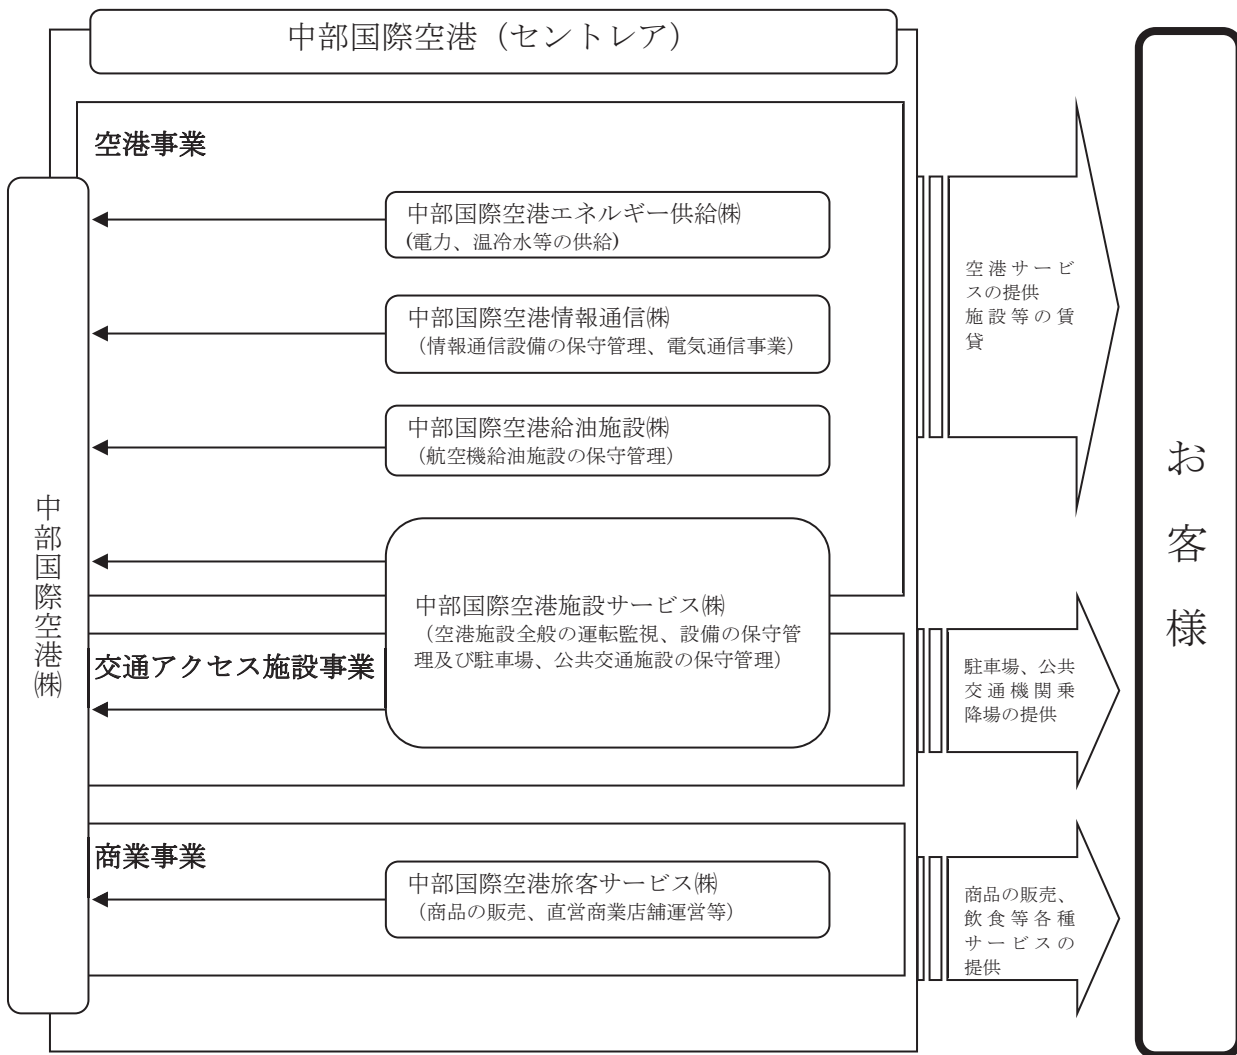 中部国際空港（セントレア）
空港事業
中部国際空港エネルギー供給㈱
(電力、温冷水等の供給)
中部国際空港情報通信㈱
（情報通信設備の保守管理、電気通信事業）
中部国際空港給油施設㈱
（航空機給油施設の保守管理）
中部国際空港施設サービス㈱
（空港施設全般の運転監視、設備の保守管
理及び駐車場、公共交通施設の保守管理）
交通アクセス施設事業
商業事業
中部国際空港旅客サービス㈱
（商品の販売、直営商業店舗運営等）
中部国際空港㈱
空港サービ
スの提供
施設等の賃
貸
駐車場、公共
交通機関乗
降場の提供
商品の販売、
飲食等各種
サービスの
提供
お客様